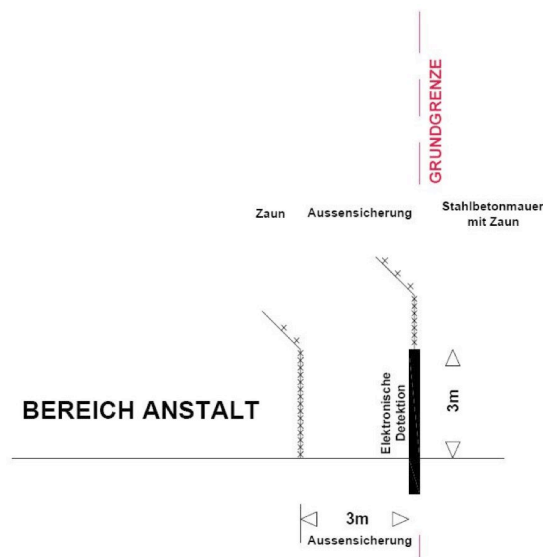 GRUNDGRENZE
Zaun
Aussensicherung
Stahlbetonmauer
mit Zaun
BEREICH ANSTALT
Elektronische
Detektion
3m
3m
Aussensicherung